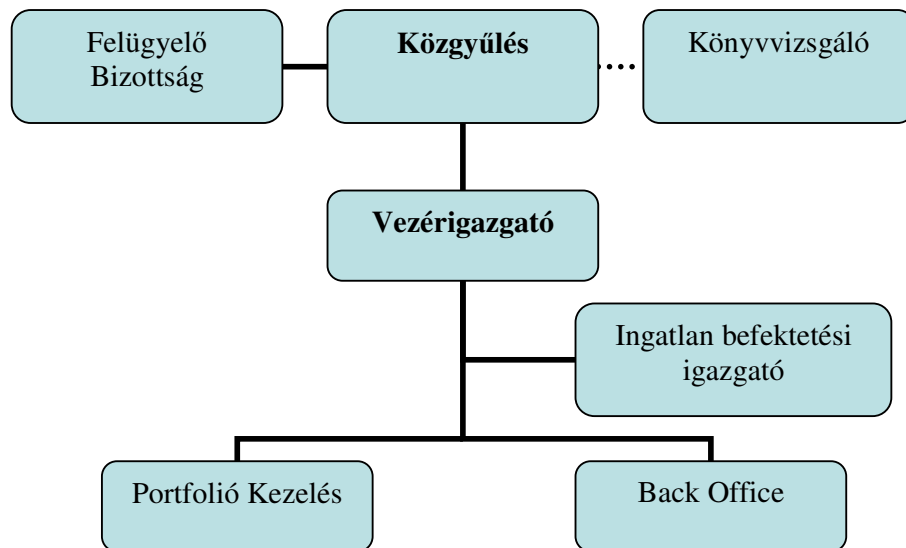 Felügyelő
Bizottság
Közgyűlés
Könyvvizsgáló
Vezérigazgató
Ingatlan befektetési
igazgató
Portfolió Kezelés
Back Office